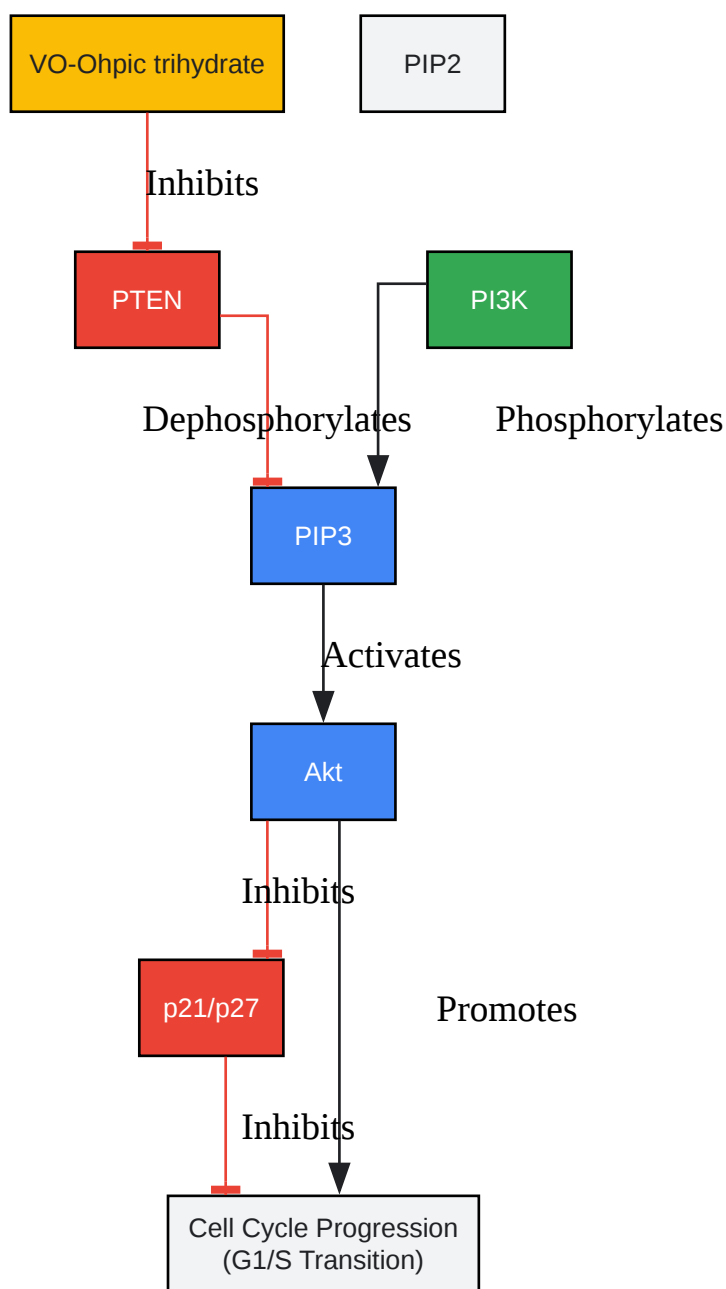 VO-Ohpic trihydrate
PIP2
Inhibits
PTEN
PI3K
Dephosphorylates
Phosphorylates
PIP3
Activates
Akt
Inhibits
p21/p27
Promotes
Inhibits
Cell Cycle Progression
(G1/S Transition)